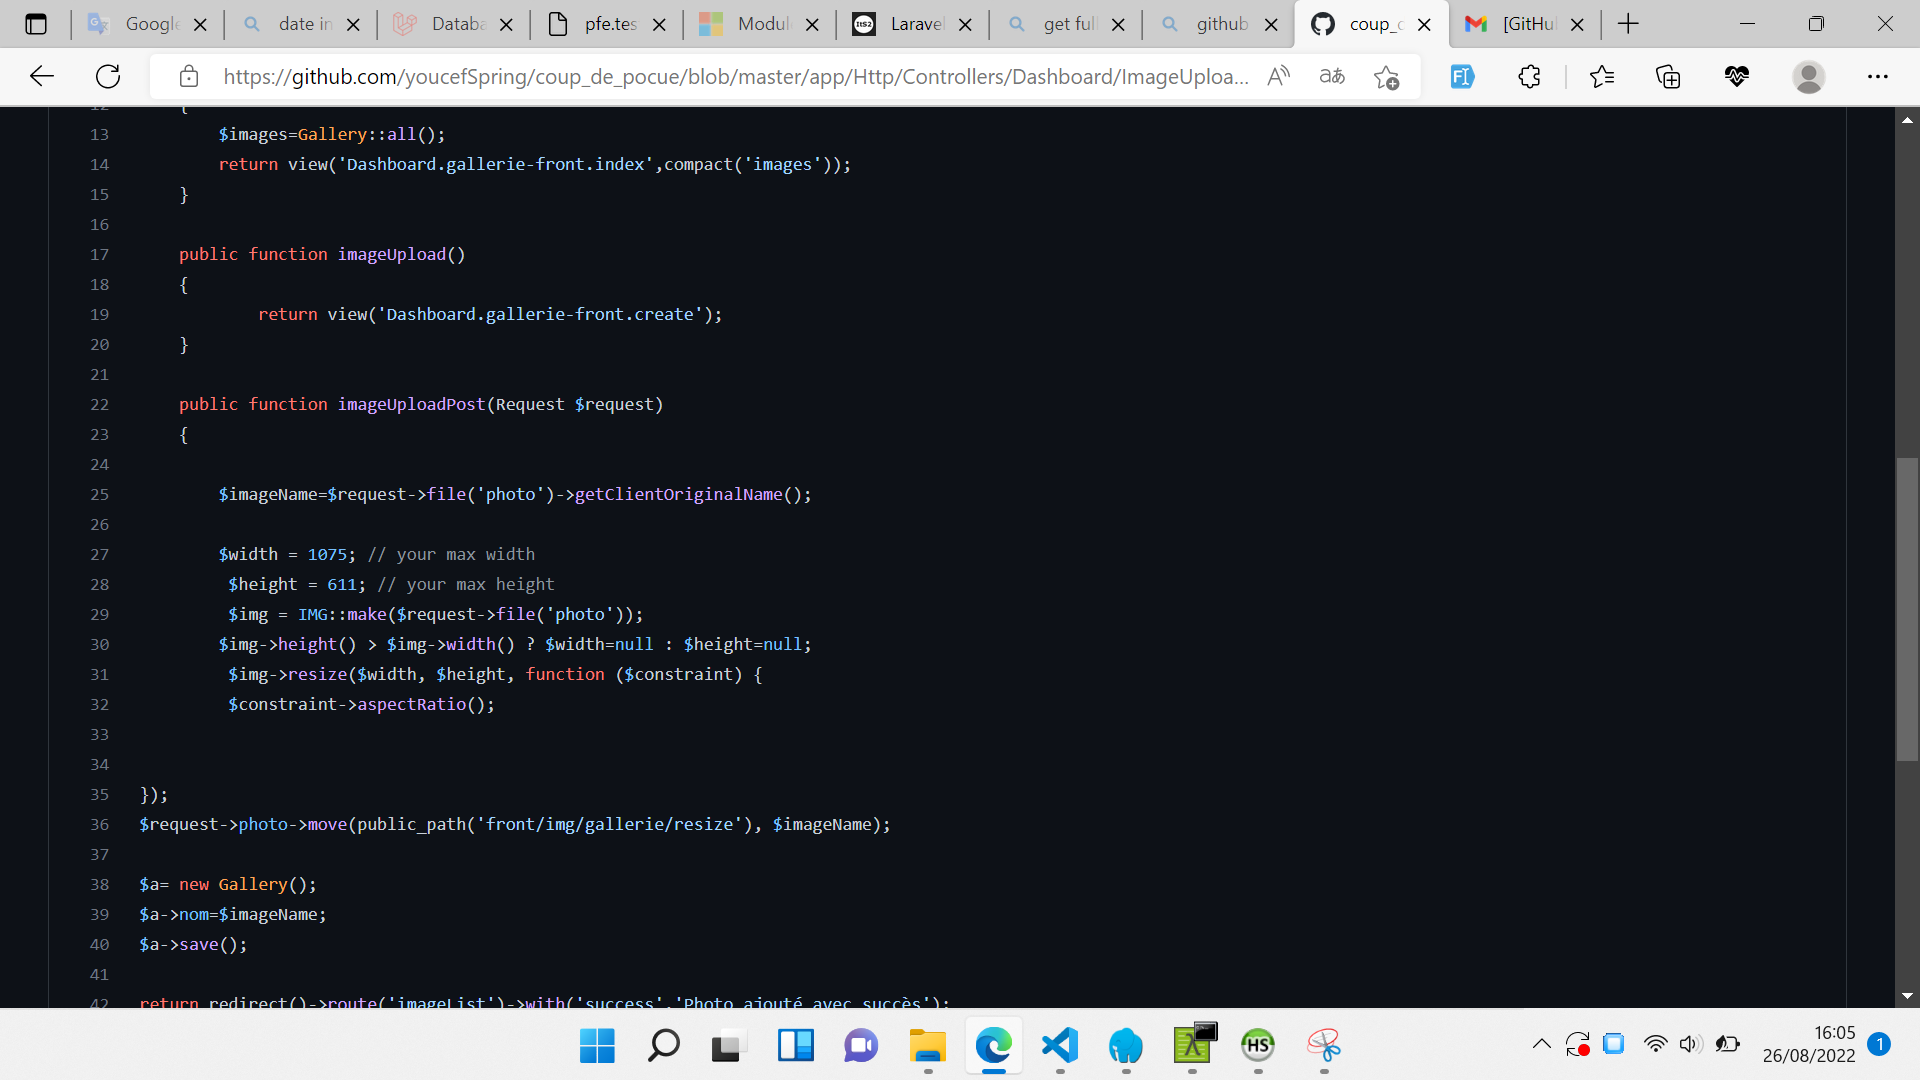 Google
date in
Databa
pfe.tes
Modul
Laravel
get full
github
coup_c
[GitHu
https://github.com/youcefSpring/coup_de_pocue/blob/master/app/Http/Controllers/Dashboard/ImageUploa...
12 {
13 $images=Gallery::all();
14 return view('Dashboard.gallerie-front.index',compact('images'));
15 }
16
17 public function imageUpload()
18 {
19 return view('Dashboard.gallerie-front.create');
20 }
21
22 public function imageUploadPost(Request $request)
23 {
24
25 $imageName=$request->file('photo')->getClientOriginalName();
26
27 $width = 1075; // your max width
28 $height = 611; // your max height
29 $img = IMG::make($request->file('photo'));
30 $img->height() > $img->width() ? $width=null : $height=null;
31 $img->resize($width, $height, function ($constraint) {
32 $constraint->aspectRatio();
33
34
35 });
36 $request->photo->move(public_path('front/img/gallerie/resize'), $imageName);
37
38 $a= new Gallery();
39 $a->nom=$imageName;
40 $a->save();
41
42 return redirect()->route('imageList')->with('success','Photo ajouté avec succès');
HS
16:05
26/08/2022
1